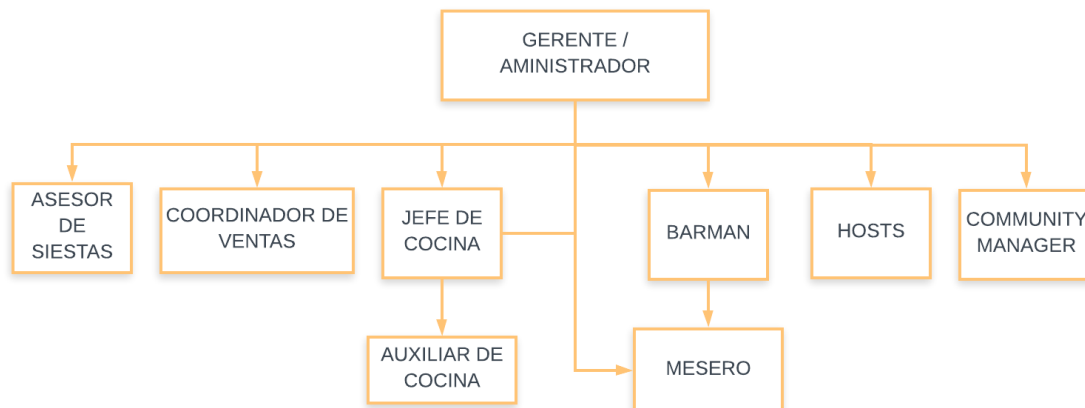 GERENTE /
AMINISTRADOR
ASESOR
DE
SIESTAS
COORDINADOR DE
VENTAS
JEFE DE
COCINA
BARMAN
HOSTS
COMMUNITY
MANAGER
AUXILIAR DE
COCINA
MESERO